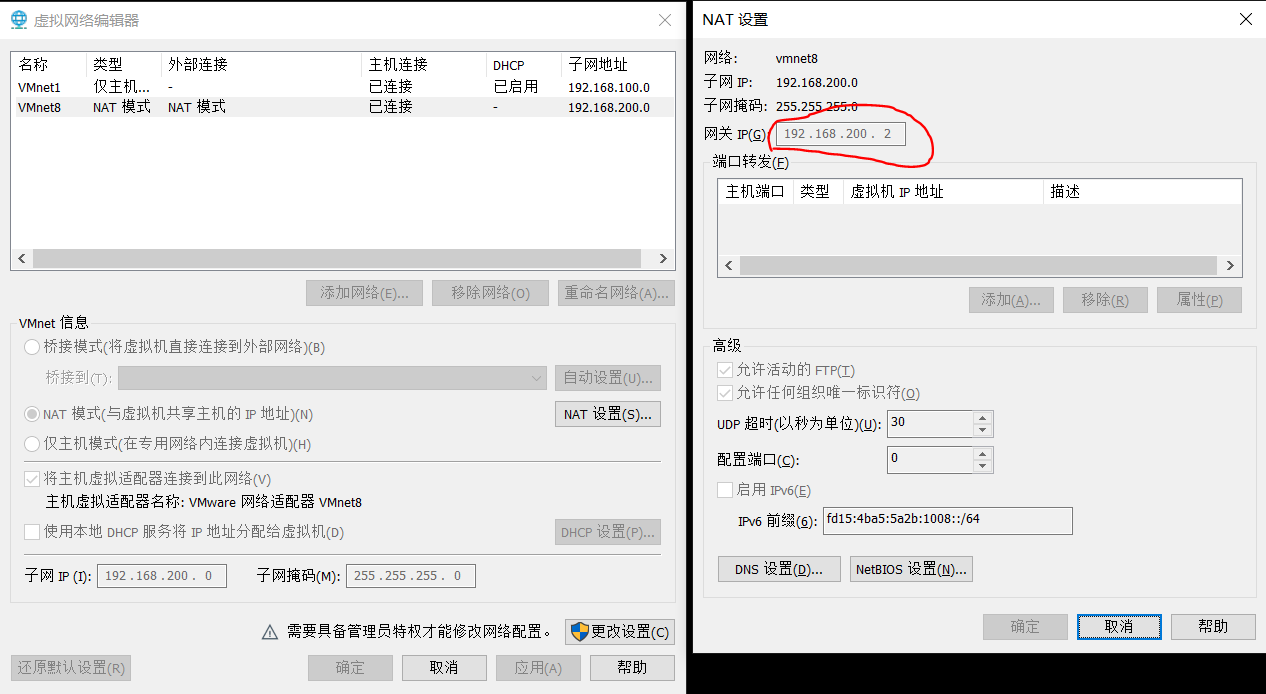 虚拟网络编辑器
名称 类型 外部连接 主机连接 DHCP 子网地址
VMnet1 仅主机... - 已连接 已启用 192.168.100.0
VMnet8 NAT 模式 NAT 模式 已连接 - 192.168.200.0
添加网络(E)... 移除网络(O) 重命名网络(A)...
VMnet 信息
桥接模式(将虚拟机直接连接到外部网络)(B)
桥接到(T): 自动设置(U)...
NAT 模式(与虚拟机共享主机的 IP 地址)(N) NAT 设置(S)...
仅主机模式(在专用网络内连接虚拟机)(H)
将主机虚拟适配器连接到此网络(V)
主机虚拟适配器名称: VMware 网络适配器 VMnet8
使用本地 DHCP 服务将 IP 地址分配给虚拟机(D) DHCP 设置(P)...
子网 IP (I): 192 . 168 . 200 . 0 子网掩码(M): 255 . 255 . 255 . 0
需要具备管理员特权才能修改网络配置。 更改设置(C)
还原默认设置(R) 确定 取消 应用(A) 帮助
NAT 设置
网络: vmnet8
子网 IP: 192.168.200.0
子网掩码: 255.255.255.0
网关 IP(G): 192 . 168 . 200 . 2
端口转发(F)
主机端口 类型 虚拟机 IP 地址 描述
添加(A)... 移除(R) 属性(P)
高级
允许活动的 FTP(T)
允许任何组织唯一标识符(O)
UDP 超时(以秒为单位)(U): 30
配置端口(C): 0
启用 IPv6(E)
IPv6 前缀(6): fd15:4ba5:5a2b:1008::/64
DNS 设置(D)... NetBIOS 设置(N)...
确定 取消 帮助